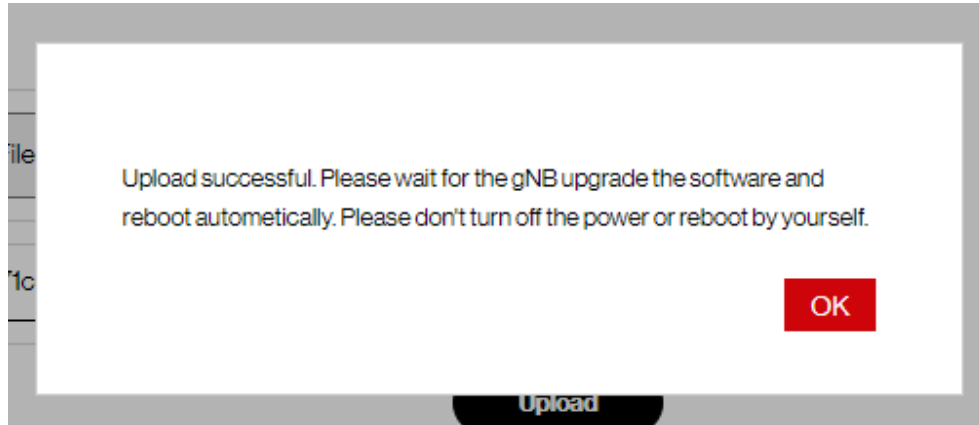 Upload successful. Please wait for the gNB upgrade the software and
file
reboot autometically. Please don't turn off the power or reboot by yourself.
OK
Upload